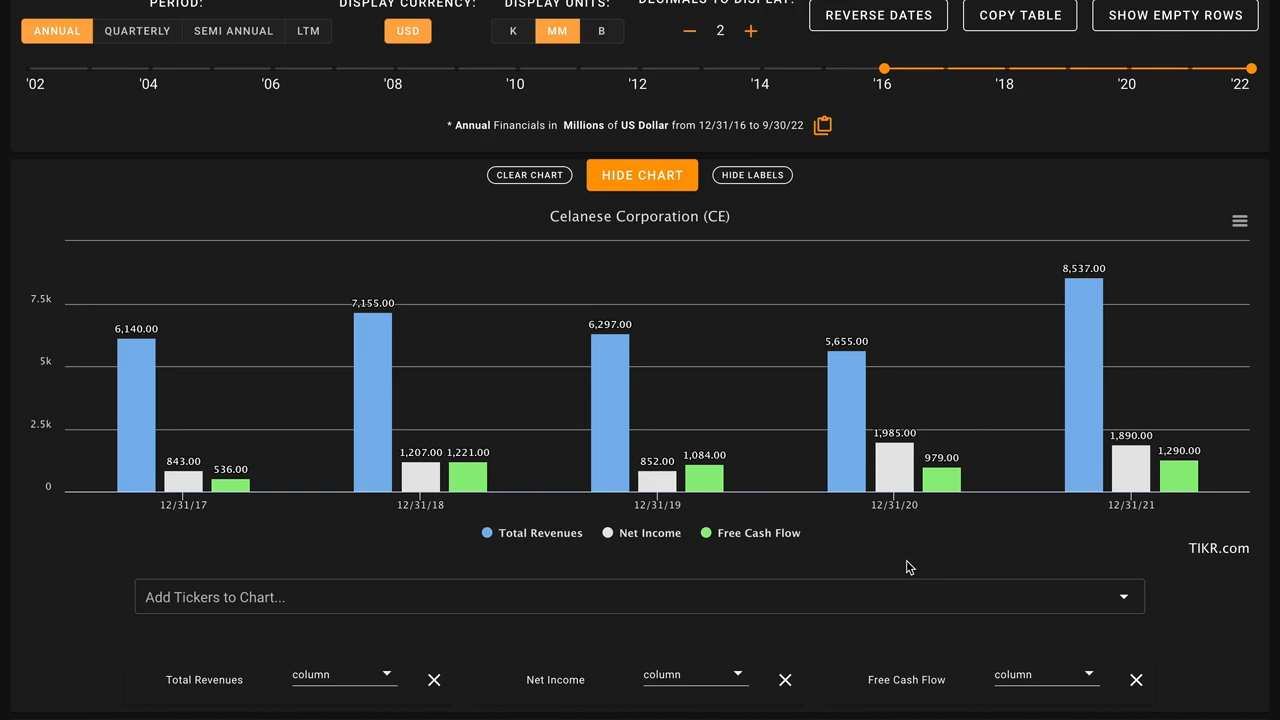 PERIOD:
DISPLAY CURRENCY:
DISPLAY UNITS:
DECIMALS TO DISPLAY:
ANNUAL QUARTERLY SEMI ANNUAL LTM
USD
K MM B
2
REVERSE DATES
COPY TABLE
SHOW EMPTY ROWS
'02 '04 '06 '08 '10 '12 '14 '16 '18 '20 '22
* Annual Financials in Millions of US Dollar from 12/31/16 to 9/30/22
CLEAR CHART
HIDE CHART
HIDE LABELS
Celanese Corporation (CE)
7.5k
5k
2.5k
0
6,140.00
843.00
536.00
7,155.00
1,207.00
1,221.00
6,297.00
852.00
1,084.00
5,655.00
1,985.00
979.00
8,537.00
1,890.00
1,290.00
12/31/17 12/31/18 12/31/19 12/31/20 12/31/21
Total Revenues Net Income Free Cash Flow
TIKR.com
Add Tickers to Chart...
Total Revenues column
Net Income column
Free Cash Flow column